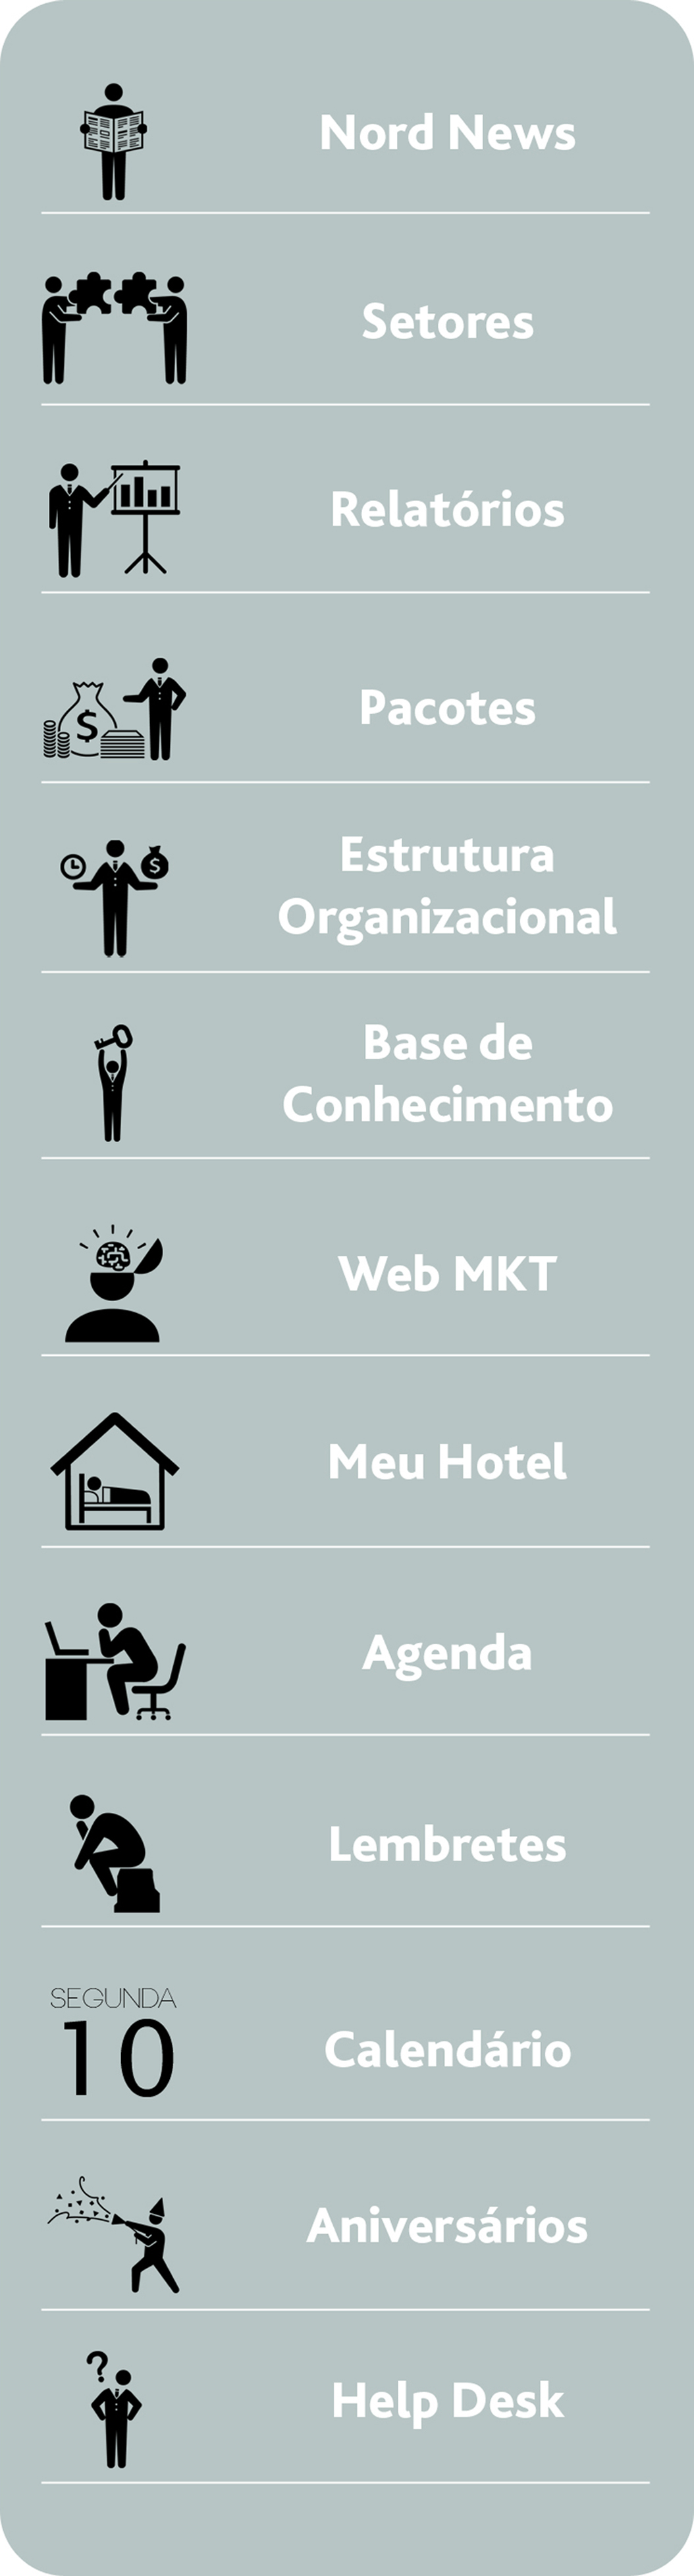 Nord News
Setores
Relatórios
$
Pacotes
$
Estrutura
Organizacional
Base de
Conhecimento
Web MKT
Meu Hotel
Agenda
Lembretes
SEGUNDA
10
Calendário
Aniversários
?
Help Desk